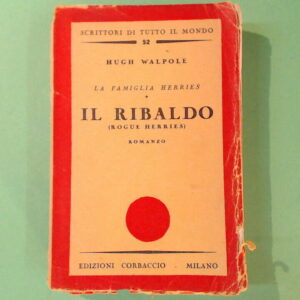 SCRITTORI DI TUTTO IL MONDO
52
HUGH WALPOLE
LA FAMIGLIA HERRIES
IL RIBALDO
(ROGUE HERRIES)
ROMANZO
EDIZIONI CORBACCIO - MILANO